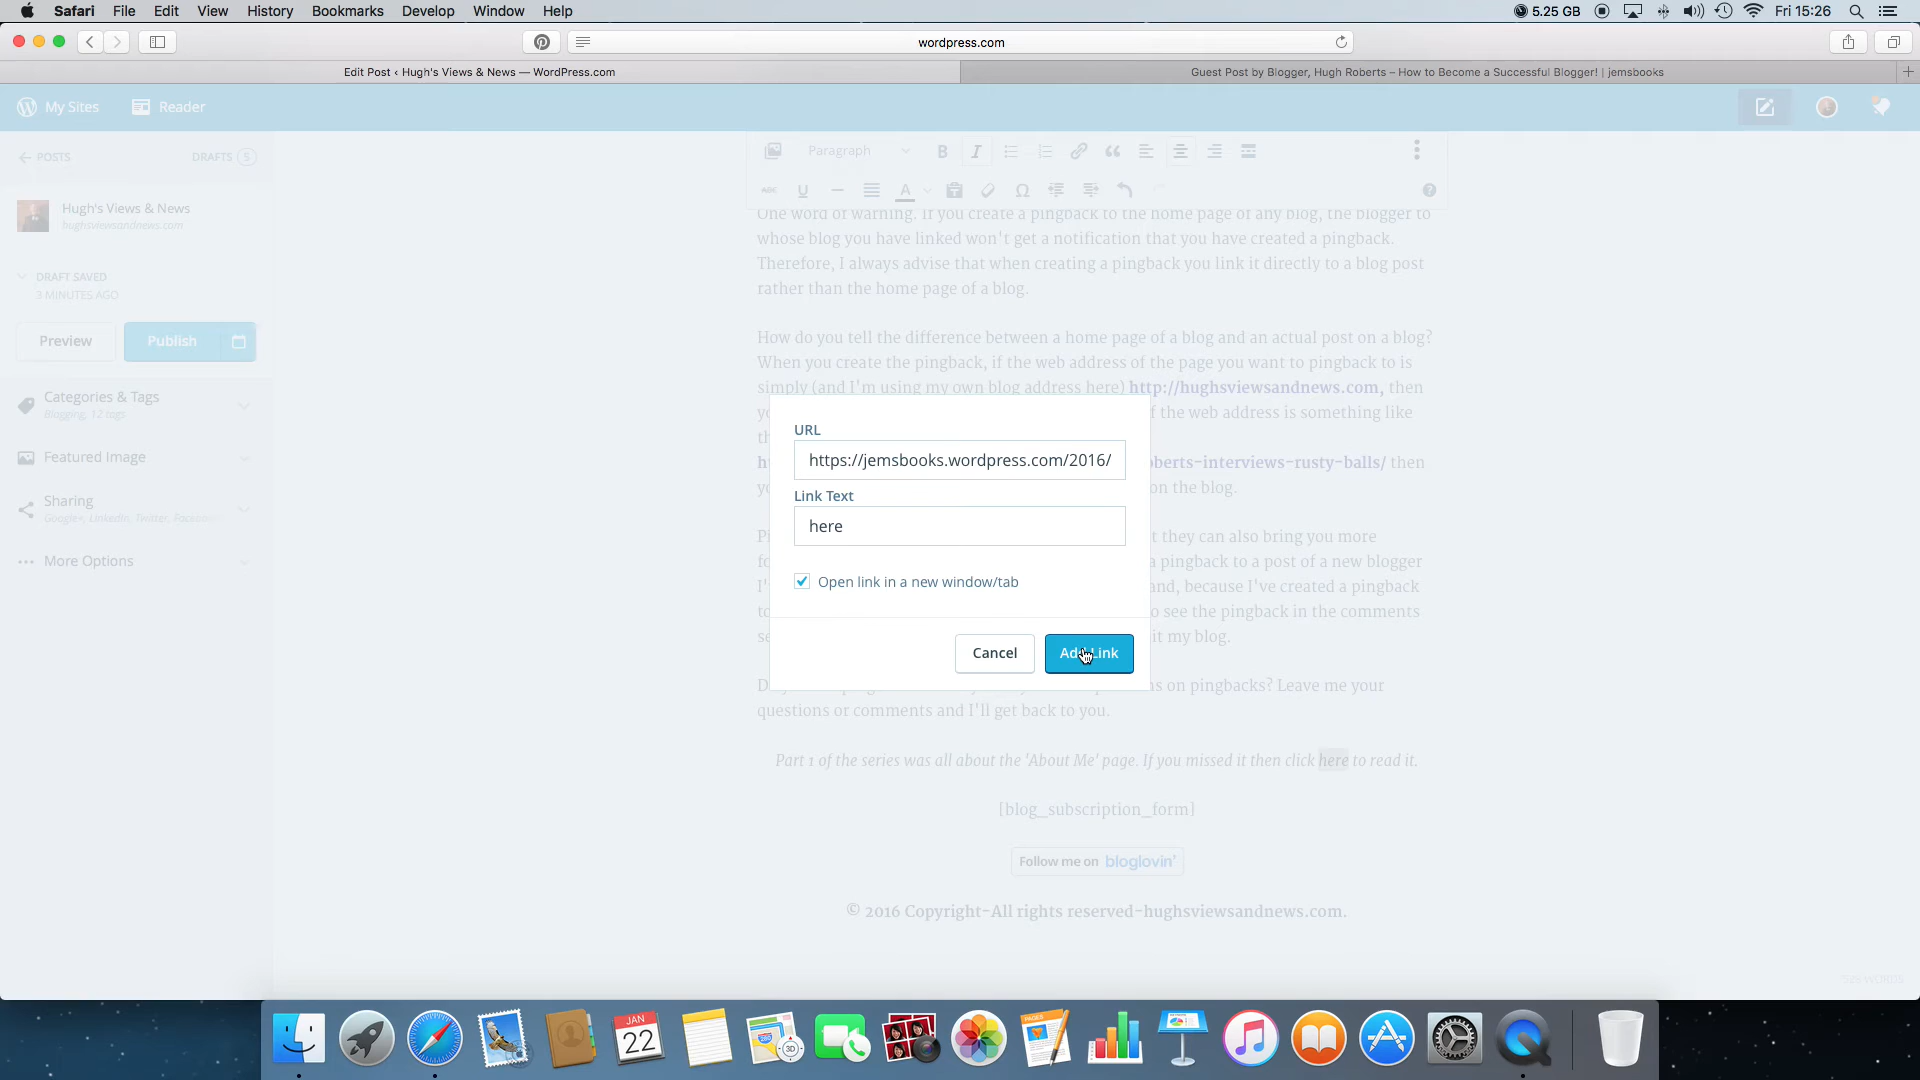 Safari File Edit View History Bookmarks Develop Window Help 5.25 GB Fri 15:26
wordpress.com
Edit Post ‹ Hugh's Views & News — WordPress.com
Guest Post by Blogger, Hugh Roberts – How to Become a Successful Blogger! | jemsbooks
My Sites Reader
POSTS DRAFTS 5
Hugh's Views & News
hughsviewsandnews.com
DRAFT SAVED
3 MINUTES AGO
Preview Publish
Categories & Tags
Blogging, 12 tags
Featured Image
Sharing
Google+, LinkedIn, Twitter, Facebook
More Options
Paragraph B I
ABC U A Ω
One word of warning. If you create a pingback to the home page of any blog, the blogger to
whose blog you have linked won't get a notification that you have created a pingback.
Therefore, I always advise that when creating a pingback you link it directly to a blog post
rather than the home page of a blog.
How do you tell the difference between a home page of a blog and an actual post on a blog?
When you create the pingback, if the web address of the page you want to pingback to is
simply (and I'm using my own blog address here) http://hughsviewsandnews.com, then
f the web address is something like
oberts-interviews-rusty-balls/ then
on the blog.
t they can also bring you more
a pingback to a post of a new blogger
nd, because I've created a pingback
o see the pingback in the comments
it my blog.
s on pingbacks? Leave me your
questions or comments and I'll get back to you.
Part 1 of the series was all about the 'About Me' page. If you missed it then click here to read it.
[blog_subscription_form]
Follow me on bloglovin'
© 2016 Copyright-All rights reserved-hughsviewsandnews.com.
525 WORDS
URL
https://jemsbooks.wordpress.com/2016/
Link Text
here
Open link in a new window/tab
Cancel Add Link
JAN
22
280
3D
PAGES